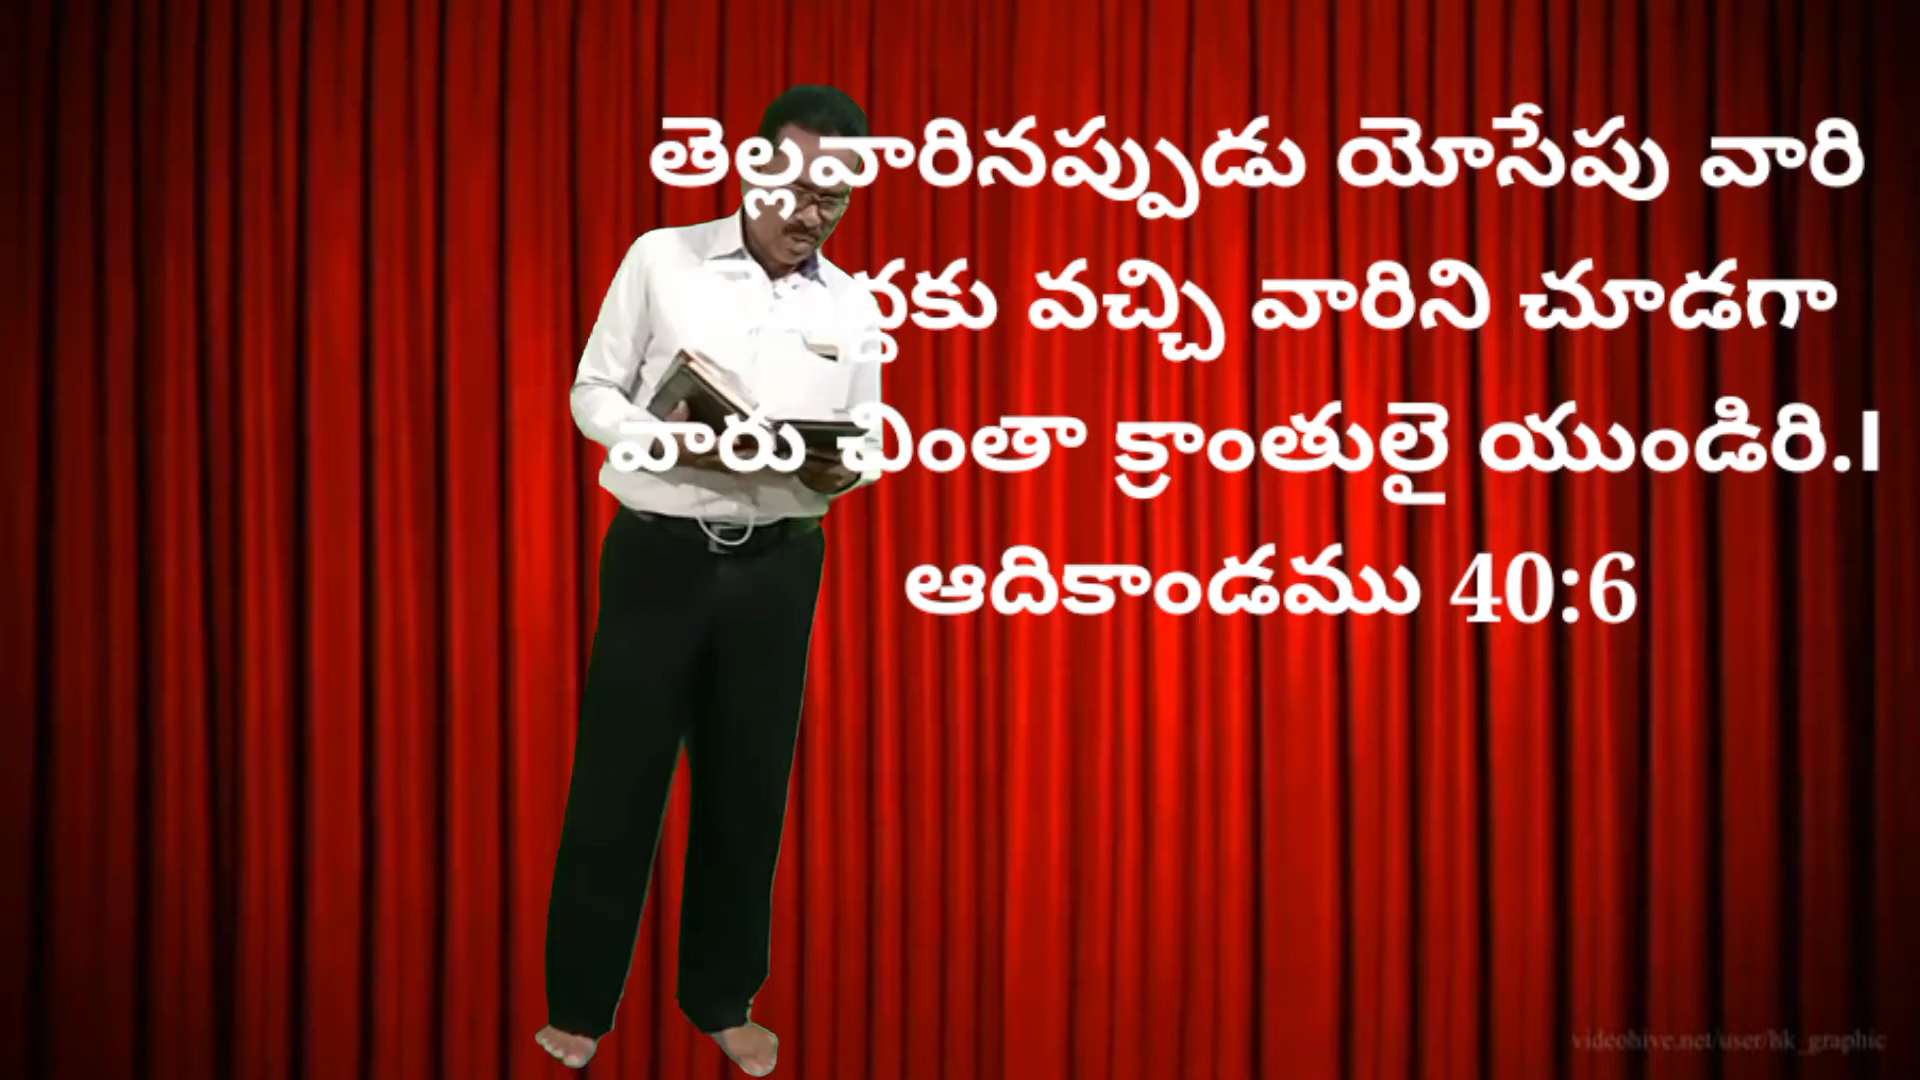 తెల్లవారినప్పుడు యోసేపు వారి
వచ్చి వారిని చూడగా
వారు చింతా క్రాంతులై యుండిరి.।
ఆదికాండము 40:6
videohive.net/user/hk_graphic